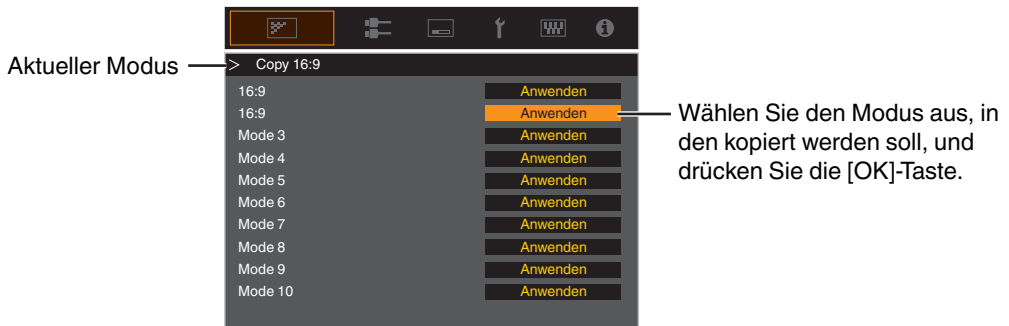 Aktueller Modus
> Copy 16:9
16:9 Anwenden
16:9 Anwenden
Mode 3 Anwenden
Mode 4 Anwenden
Mode 5 Anwenden
Mode 6 Anwenden
Mode 7 Anwenden
Mode 8 Anwenden
Mode 9 Anwenden
Mode 10 Anwenden
Wählen Sie den Modus aus, in
den kopiert werden soll, und
drücken Sie die [OK]-Taste.